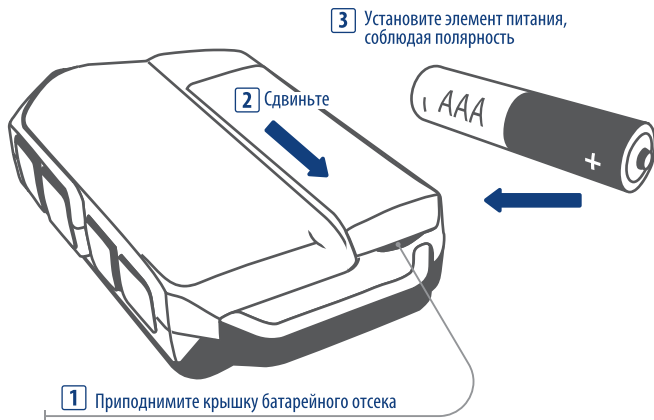 3 Установите элемент питания,
соблюдая полярность
2 Сдвиньте
AAA
+
1 Приподнимите крышку батарейного отсека